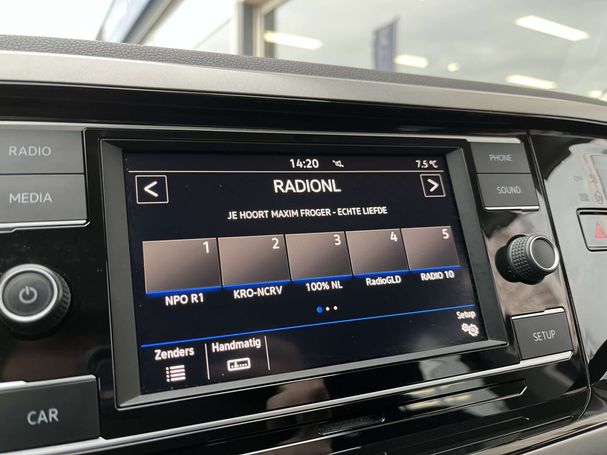 14:20
7.5 °C
RADIONL
JE HOORT MAXIM FROGER - ECHTE LIEFDE
1 2 3 4 5
NPO R1 KRO-NCRV 100% NL RadioGLD RADIO 10
Setup
Zenders Handmatig
RADIO
MEDIA
CAR
PHONE
SOUND
SETUP
OFF